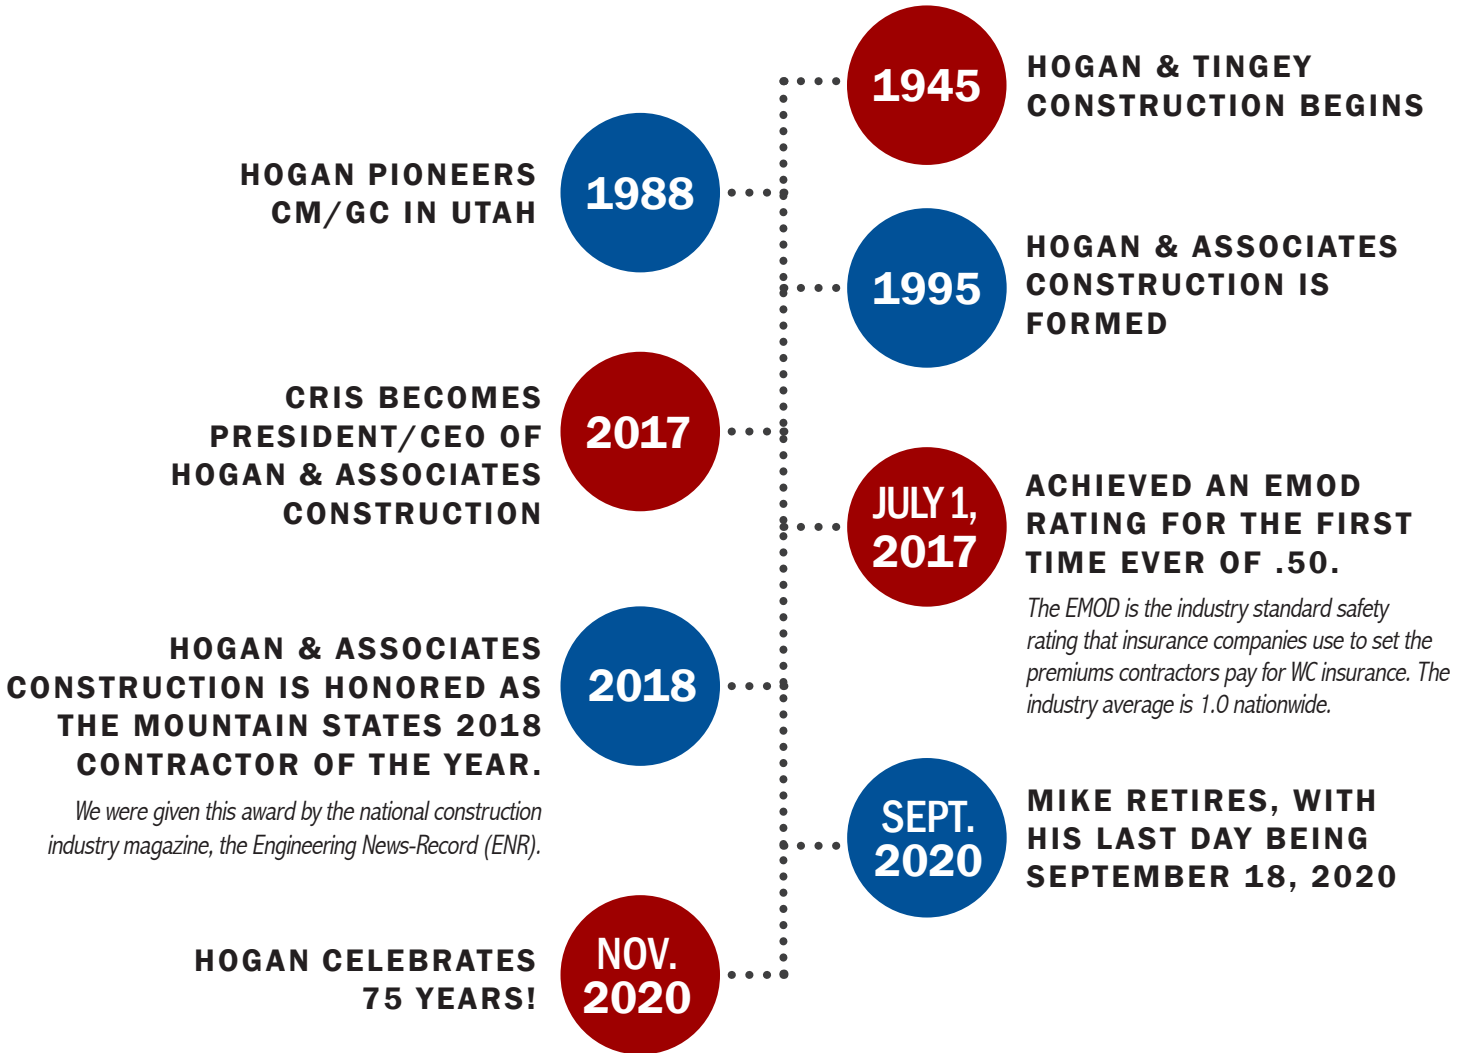 1945
HOGAN & TINGEY
CONSTRUCTION BEGINS
HOGAN PIONEERS
CM/GC IN UTAH
1988
1995
HOGAN & ASSOCIATES
CONSTRUCTION IS
FORMED
CRIS BECOMES
PRESIDENT/CEO OF
HOGAN & ASSOCIATES
CONSTRUCTION
2017
JULY 1,
2017
ACHIEVED AN EMOD
RATING FOR THE FIRST
TIME EVER OF .50.
The EMOD is the industry standard safety
rating that insurance companies use to set the
premiums contractors pay for WC insurance. The
industry average is 1.0 nationwide.
HOGAN & ASSOCIATES
CONSTRUCTION IS HONORED AS
THE MOUNTAIN STATES 2018
CONTRACTOR OF THE YEAR.
We were given this award by the national construction
industry magazine, the Engineering News-Record (ENR).
2018
SEPT.
2020
MIKE RETIRES, WITH
HIS LAST DAY BEING
SEPTEMBER 18, 2020
HOGAN CELEBRATES
75 YEARS!
NOV.
2020